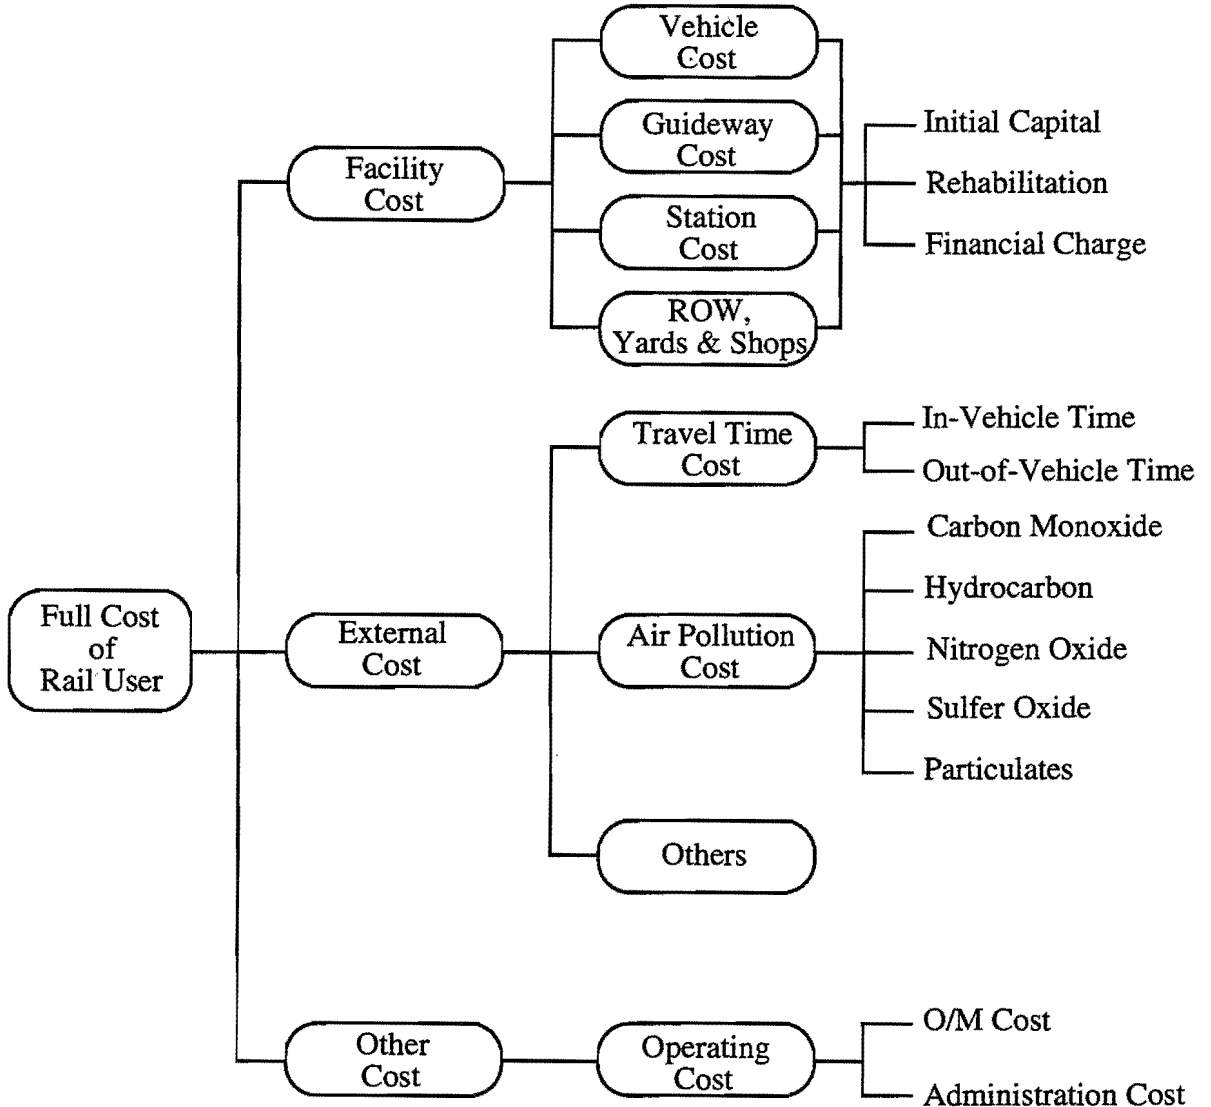 Vehicle
Cost
Guideway
Cost
Facility
Cost
Station
Cost
ROW,
Yards & Shops
Initial Capital
Rehabilitation
Financial Charge
Full Cost
of
Rail User
External
Cost
Travel Time
Cost
In-Vehicle Time
Out-of-Vehicle Time
Air Pollution
Cost
Carbon Monoxide
Hydrocarbon
Nitrogen Oxide
Sulfer Oxide
Particulates
Others
Other
Cost
Operating
Cost
O/M Cost
Administration Cost